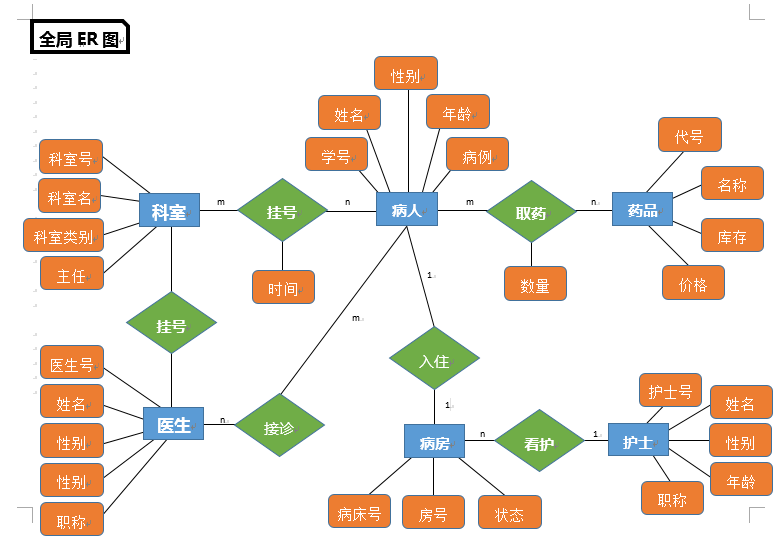 全局 ER 图
性别
姓名
年龄
学号
病例
代号
名称
库存
价格
科室号
科室名
科室类别
主任
科室
m
挂号
n
病人
m
取药
n
药品
时间
数量
挂号
m
1
入住
1
医生号
姓名
性别
性别
职称
医生
n
接诊
病房
n
看护
1
护士
护士号
姓名
性别
年龄
职称
病床号
房号
状态